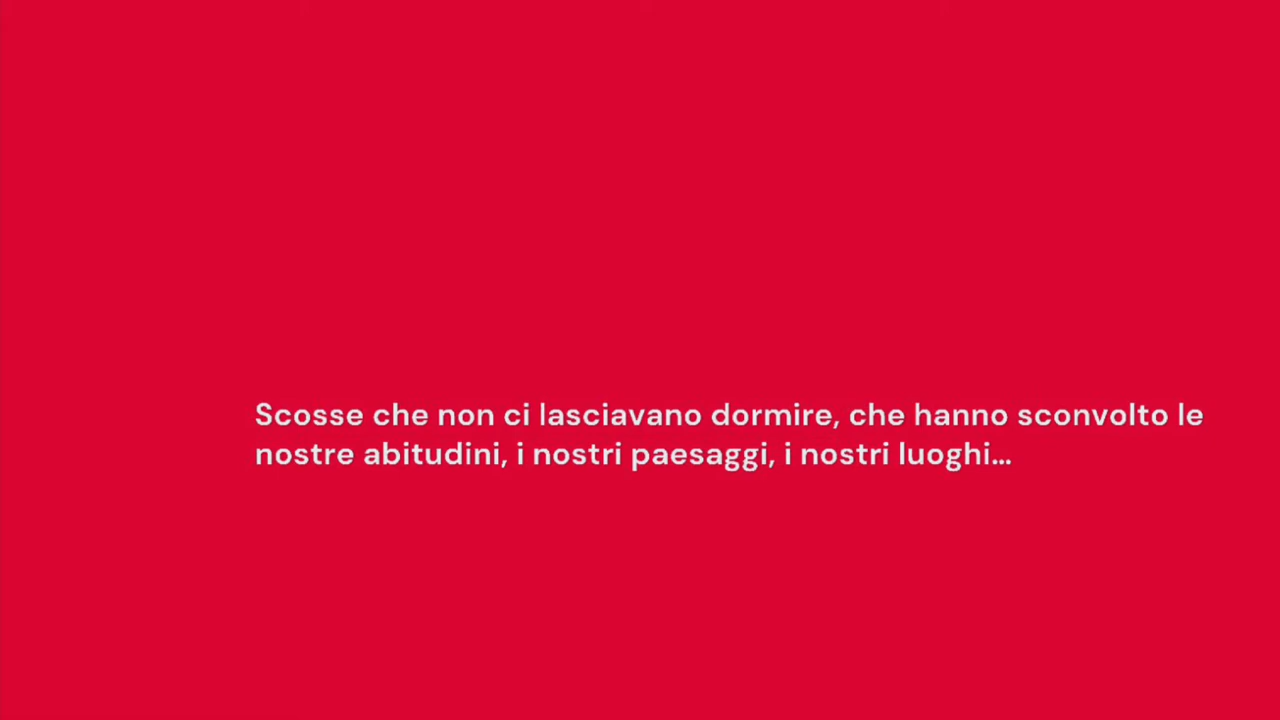 Scosse che non ci lasciavano dormire, che hanno sconvolto le
nostre abitudini, i nostri paesaggi, i nostri luoghi...